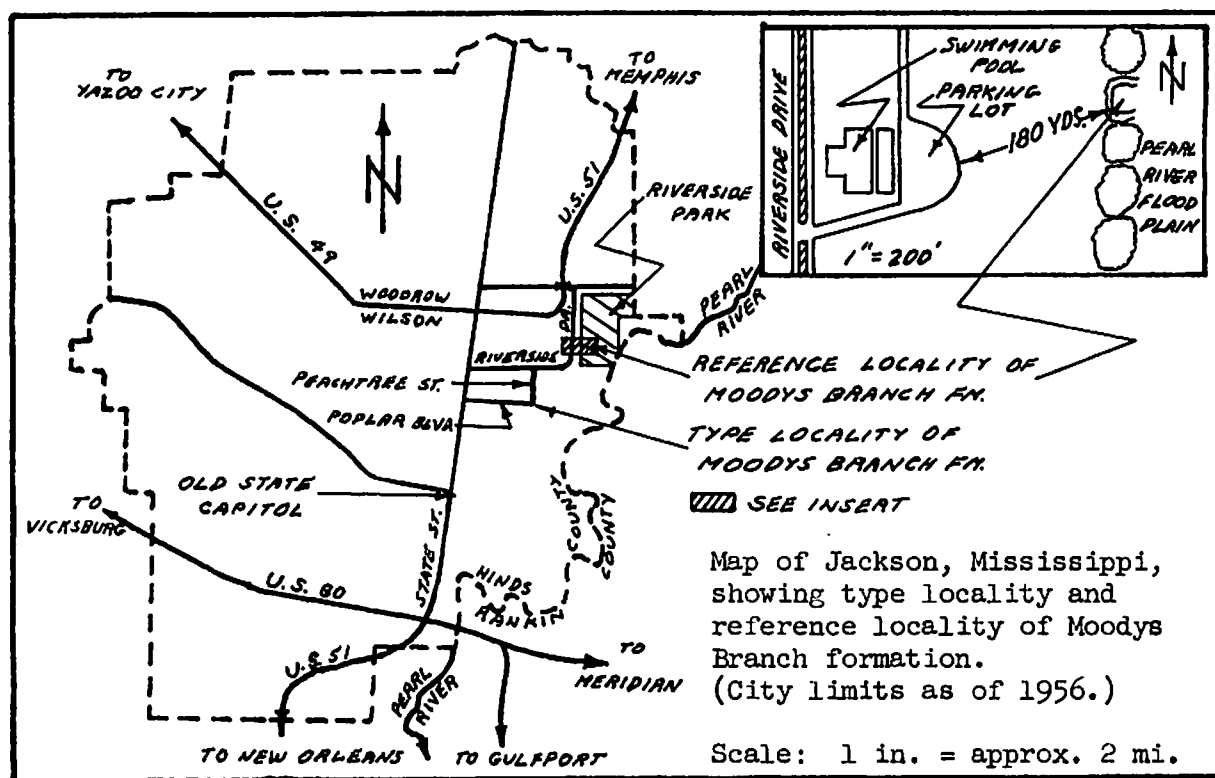 TO
YAZOO CITY
N
TO
MEMPHIS
U.S. 51
RIVERSIDE
PARK
U.S. 49
WOODROW
WILSON
DR.
PEARL
RIVER
RIVERSIDE
REFERENCE LOCALITY OF
MOODYS BRANCH FM.
PEACHTREE ST.
POPLAR BLVD.
TYPE LOCALITY OF
MOODYS BRANCH FM.
OLD STATE
CAPITOL
SEE INSERT
TO
VICKSBURG
STATE ST.
COUNTY
COUNTY
U.S. 80
HINDS
RANKIN
U.S. 51
PEARL
RIVER
TO
MERIDIAN
TO NEW ORLEANS
TO GULFPORT
SWIMMING
POOL
PARKING
LOT
N
RIVERSIDE DRIVE
180 YDS.
PEARL
RIVER
FLOOD
PLAIN
1" = 200'
Map of Jackson, Mississippi,
showing type locality and
reference locality of Moodys
Branch formation.
(City limits as of 1956.)
Scale: 1 in. = approx. 2 mi.